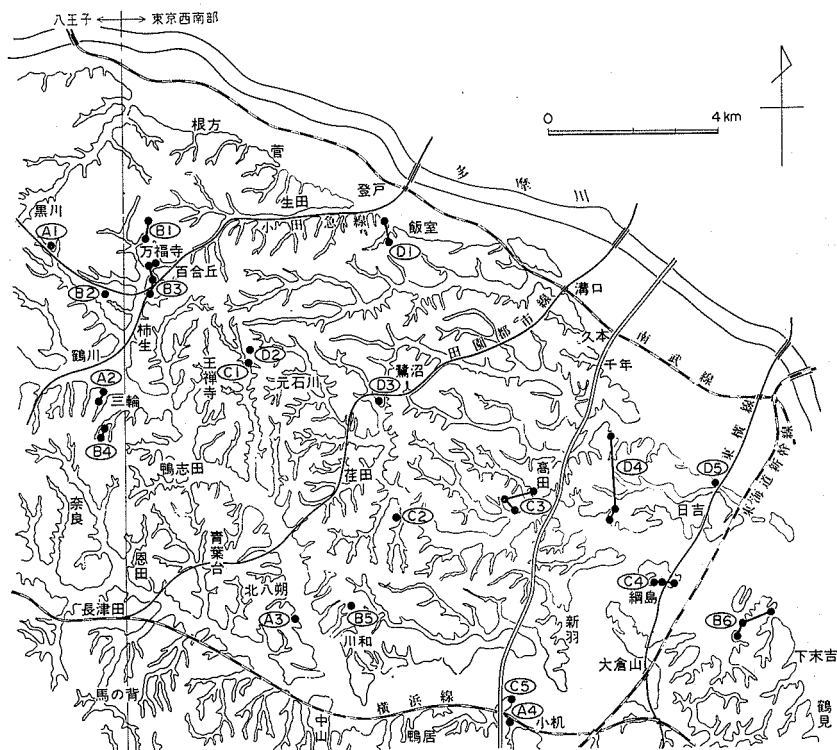 八王子 ←→ 東京西南部
0 4km
根方
菅
多摩川
登戸
生田
小田急線
飯室
黒川
A1
B1
D1
万福寺
百合丘
B2
B3
溝口
柿生
久本
南武線
田園都市線
鶴川
D2
王禅寺
C1
元石川
鷺沼
千年
A2
D3
三輪
東横線
東海道新幹線
B4
鴨志田
荏田
高田
D4
D5
C3
奈良
C2
日吉
恩田
青葉台
北八朔
C4
綱島
長津田
A3
B5
川和
新羽
B6
下末吉
大倉山
馬の背
横浜線
C5
鶴見
中山
鴨居
A4
小机